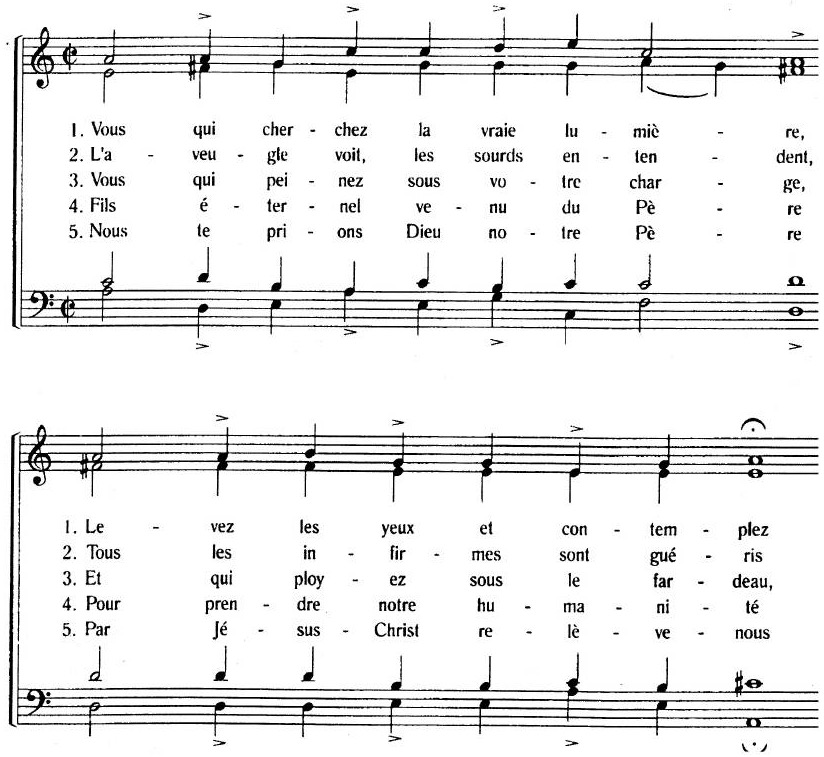 1. Vous qui cher - chez la vraie lu - miè - re,
2. L'a - veu - gle voit, les sourds en - ten - dent,
3. Vous qui pei - nez sous vo - tre char - ge,
4. Fils é - ter - nel ve - nu du Pè - re
5. Nous te pri - ons Dieu no - tre Pè - re
1. Le - vez les yeux et con - tem - plez
2. Tous les in - fir - mes sont gué - ris
3. Et qui ploy - ez sous le far - deau,
4. Pour pren - dre notre hu - ma - ni - té
5. Par Jé - sus - Christ re - lè - ve - nous